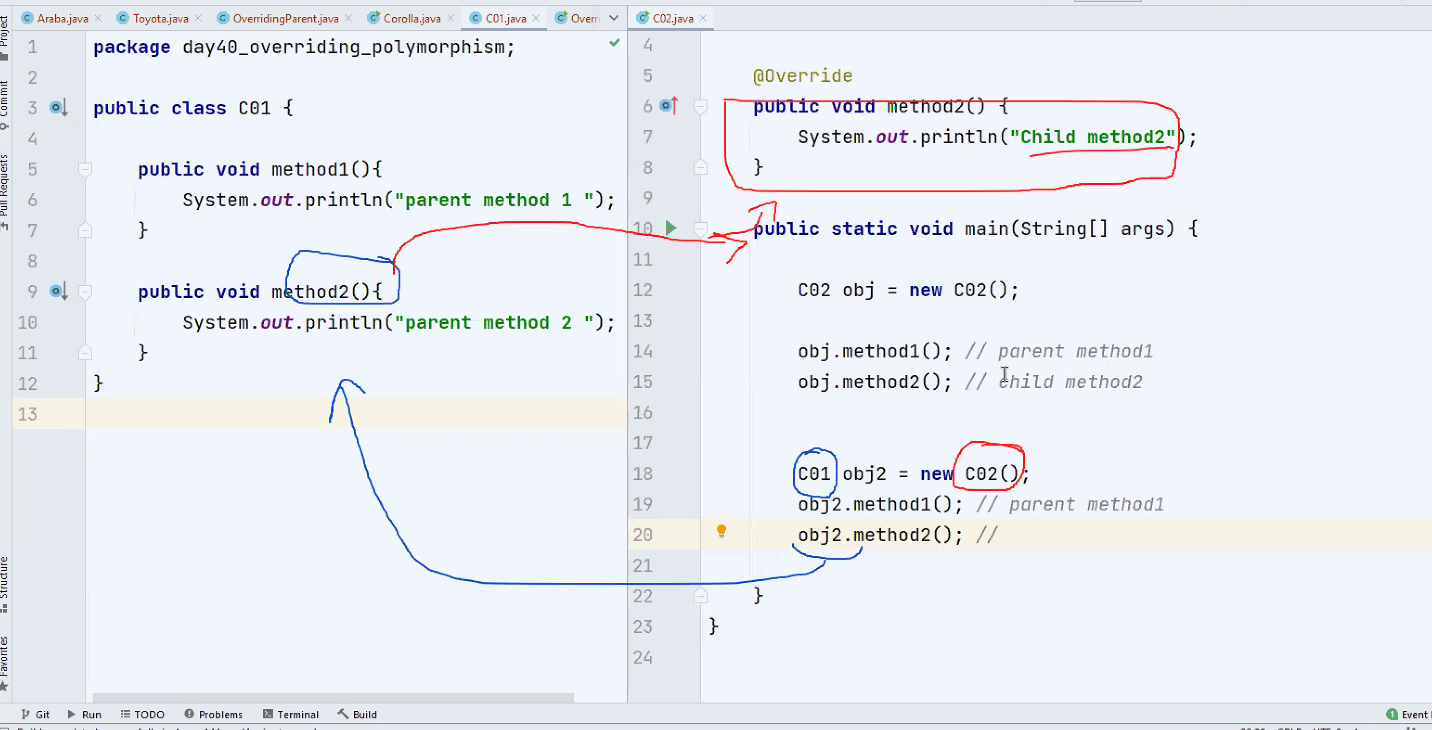 Araba.java Toyota.java OverridingParent.java Corolla.java C01.java Overri C02.java
Project
Commit
Pull Requests
Structure
Favorites
1 package day40_overriding_polymorphism;
2
3 public class C01 {
4
5 public void method1(){
6 System.out.println("parent method 1 ");
7 }
8
9 public void method2(){
10 System.out.println("parent method 2 ");
11 }
12 }
13
4
5 @Override
6 public void method2() {
7 System.out.println("Child method2");
8 }
9
10 public static void main(String[] args) {
11
12 C02 obj = new C02();
13
14 obj.method1(); // parent method1
15 obj.method2(); // child method2
16
17
18 C01 obj2 = new C02();
19 obj2.method1(); // parent method1
20 obj2.method2(); //
21
22 }
23 }
24
Git Run TODO Problems Terminal Build 1 Event